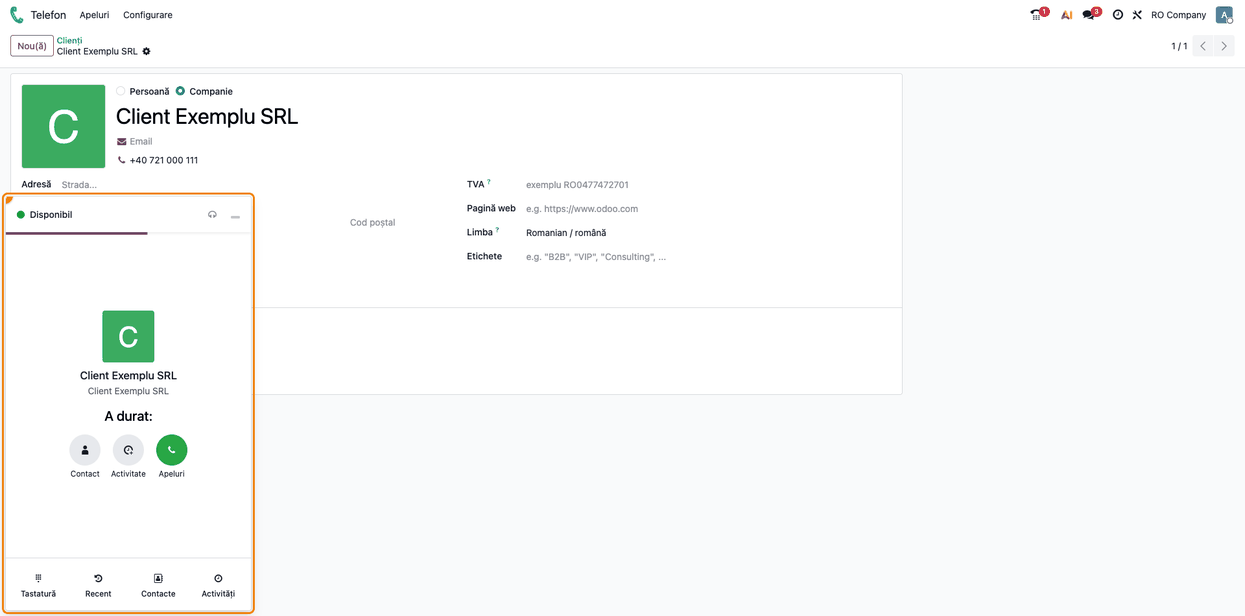 Telefon Apeluri Configurare 1 AI 3 RO Company A
Nou(ă) Clienți
Client Exemplu SRL 1 / 1
C
Persoană Companie
Client Exemplu SRL
Email
+40 721 000 111
Adresă Strada...
Cod poștal
TVA ? exemplu RO0477472701
Pagină web e.g. https://www.odoo.com
Limba ? Romanian / română
Etichete e.g. "B2B", "VIP", "Consulting", ...
Disponibil
C
Client Exemplu SRL
Client Exemplu SRL
A durat:
Contact Activitate Apeluri
Tastatură Recent Contacte Activități